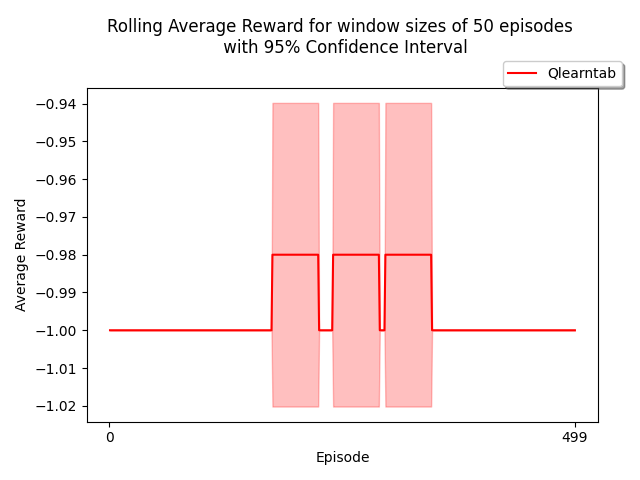 Rolling Average Reward for window sizes of 50 episodes
with 95% Confidence Interval
Qlearntab
−0.94
−0.95
−0.96
−0.97
−0.98
−0.99
−1.00
−1.01
−1.02
Average Reward
0
499
Episode